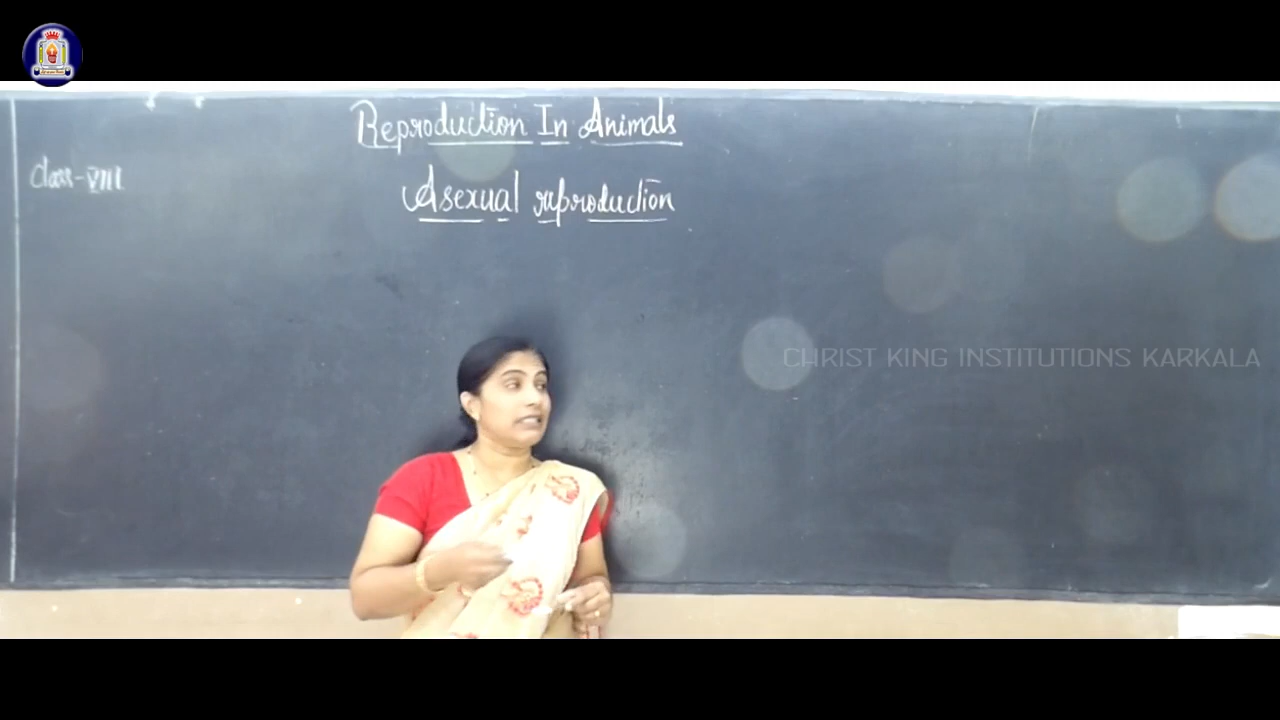 Reproduction In Animals
Class-VIII
Asexual reproduction
CHRIST KING INSTITUTIONS KARKALA